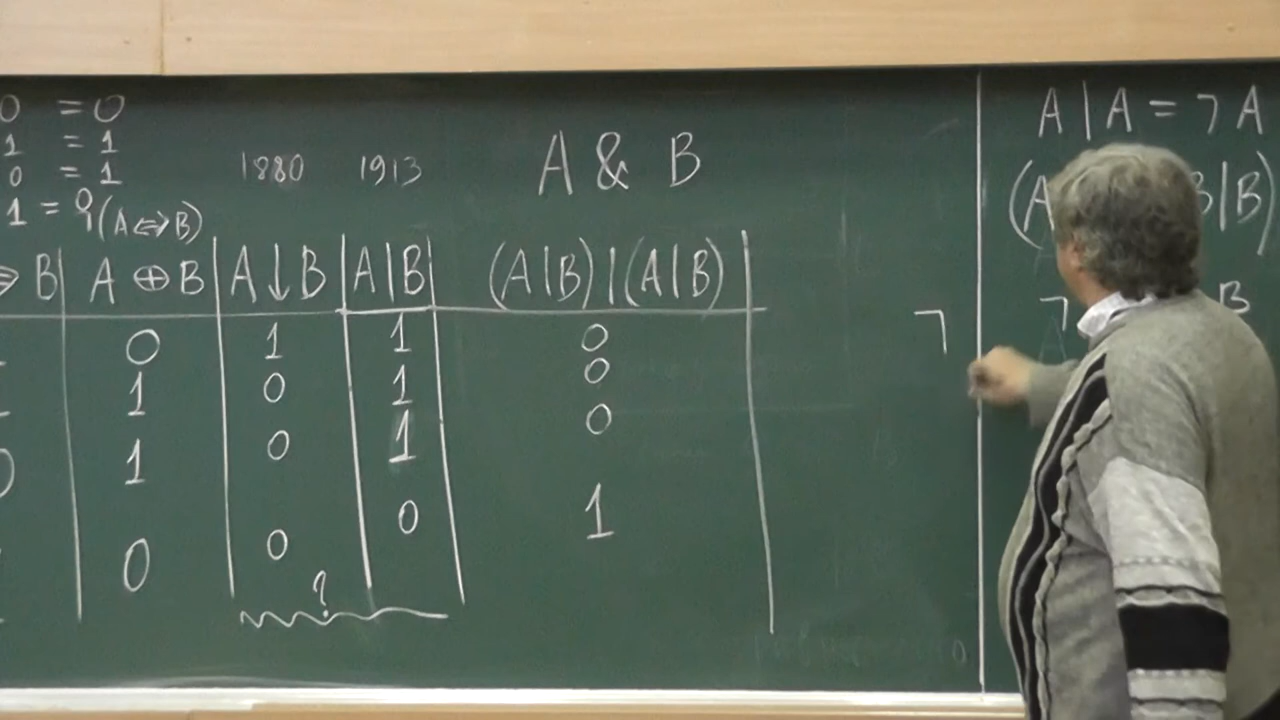 0 = 0
1 = 1
0 = 1
1 = 0
1880 1913 A & B
¬(A⇔B)
⇔ B A ⊕ B A ↓ B A | B (A | B) | (A | B)
0 1 1 0
1 0 1 0
1 0 1 0
0 0 0 1
?
¬
A | A = ¬ A
(A B | B)
¬ B